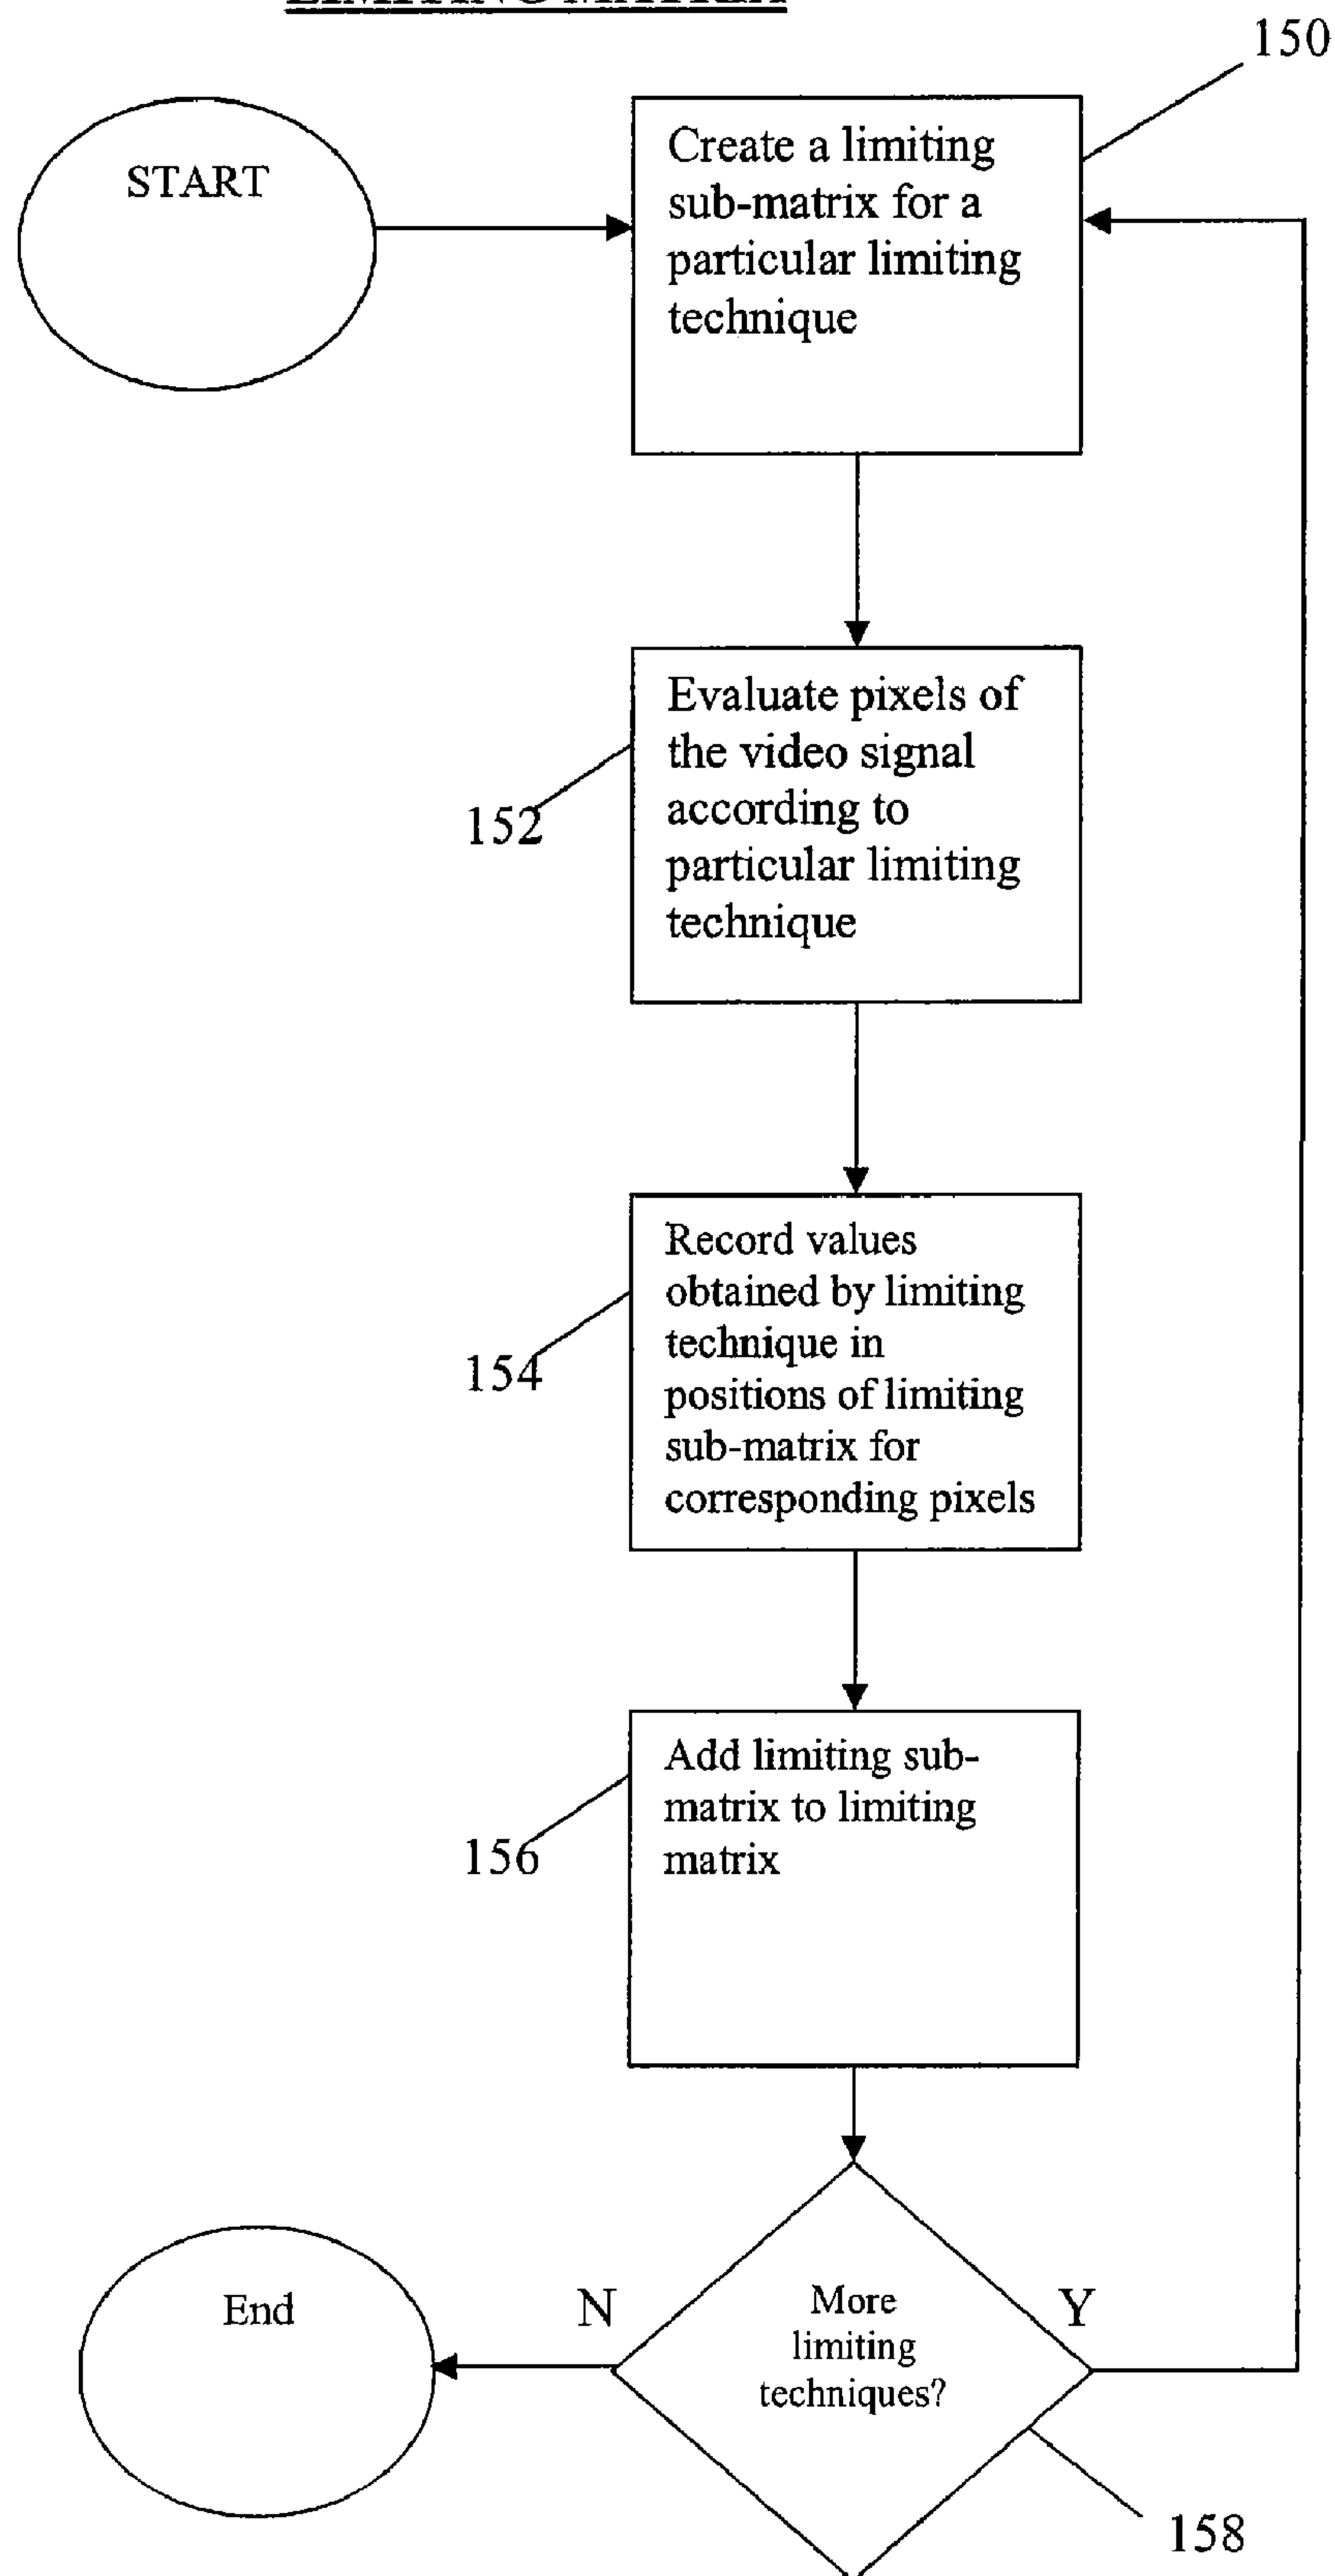 150
START
Create a limiting
sub-matrix for a
particular limiting
technique
Evaluate pixels of
the video signal
according to
particular limiting
technique
152
Record values
obtained by limiting
technique in
positions of limiting
sub-matrix for
corresponding pixels
154
Add limiting sub-
matrix to limiting
matrix
156
End
N
More
limiting
techniques?
Y
158